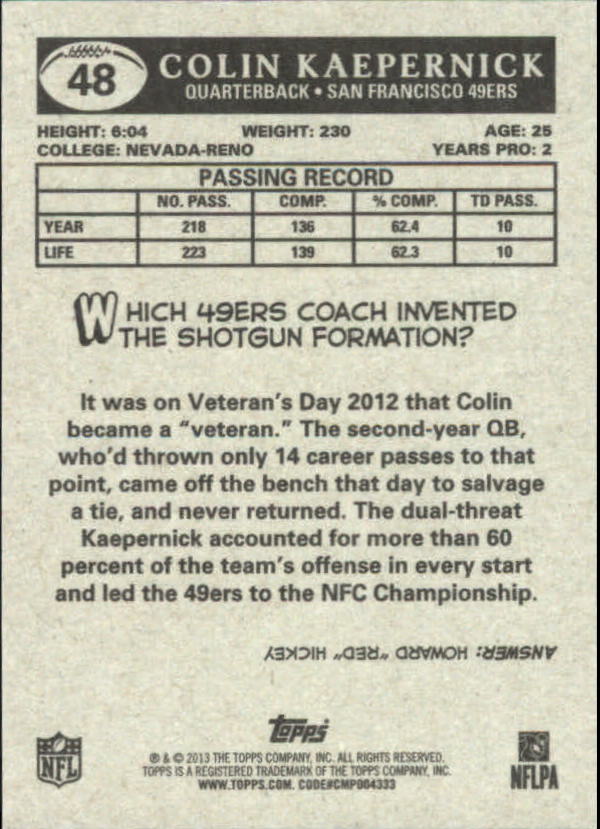 48
COLIN KAEPERNICK
QUARTERBACK • SAN FRANCISCO 49ERS
HEIGHT: 6:04 WEIGHT: 230 AGE: 25
COLLEGE: NEVADA-RENO YEARS PRO: 2
PASSING RECORD
NO. PASS. COMP. % COMP. TD PASS.
YEAR 218 136 62.4 10
LIFE 223 139 62.3 10
WHICH 49ERS COACH INVENTED
THE SHOTGUN FORMATION?
It was on Veteran's Day 2012 that Colin
became a "veteran." The second-year QB,
who'd thrown only 14 career passes to that
point, came off the bench that day to salvage
a tie, and never returned. The dual-threat
Kaepernick accounted for more than 60
percent of the team's offense in every start
and led the 49ers to the NFC Championship.
ANSWER: HOWARD "RED" HICKEY
topps
® & © 2013 THE TOPPS COMPANY, INC. ALL RIGHTS RESERVED.
TOPPS IS A REGISTERED TRADEMARK OF THE TOPPS COMPANY, INC.
WWW.TOPPS.COM. CODE#CMP004333
NFL
NFLPA